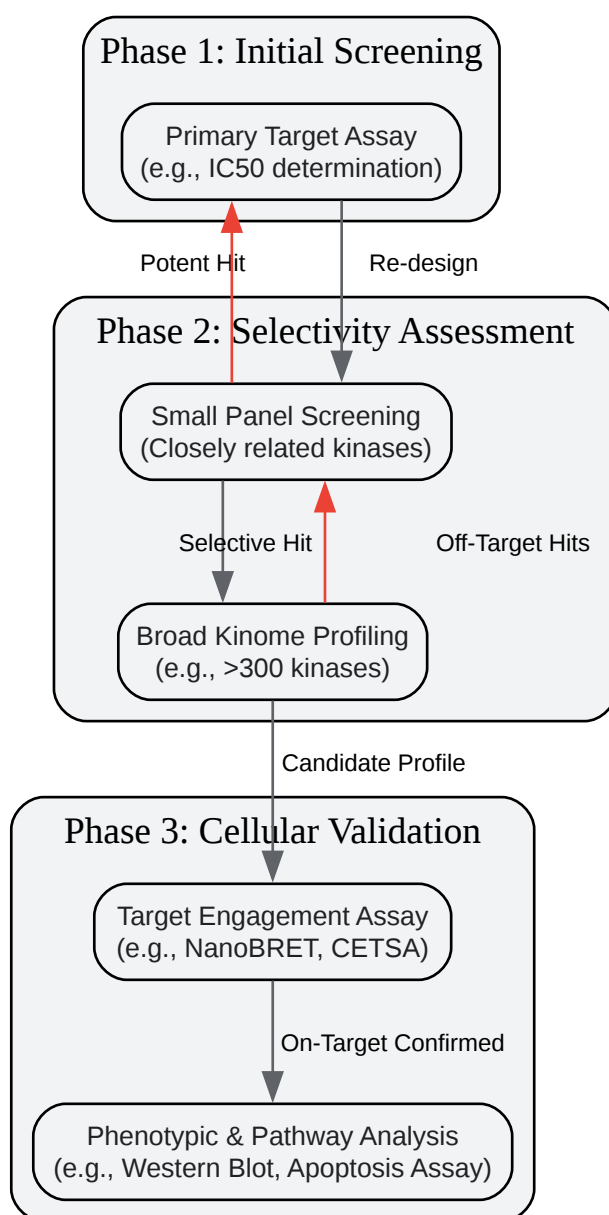 Phase 1: Initial Screening
Primary Target Assay
(e.g., IC50 determination)
Potent Hit
Re-design
Phase 2: Selectivity Assessment
Small Panel Screening
(Closely related kinases)
Selective Hit
Off-Target Hits
Broad Kinome Profiling
(e.g., >300 kinases)
Candidate Profile
Phase 3: Cellular Validation
Target Engagement Assay
(e.g., NanoBRET, CETSA)
On-Target Confirmed
Phenotypic & Pathway Analysis
(e.g., Western Blot, Apoptosis Assay)